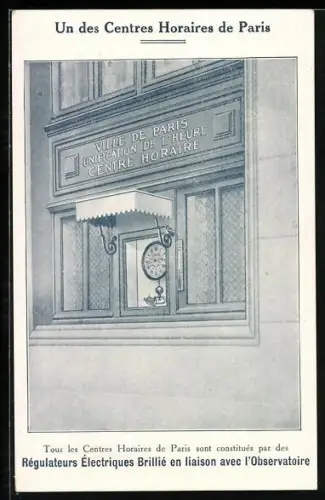 Un des Centres Horaires de Paris
VILLE DE PARIS
UNIFICATION DE L'HEURE
CENTRE HORAIRE
Tous les Centres Horaires de Paris sont constitués par des
Régulateurs Électriques Brillié en liaison avec l'Observatoire